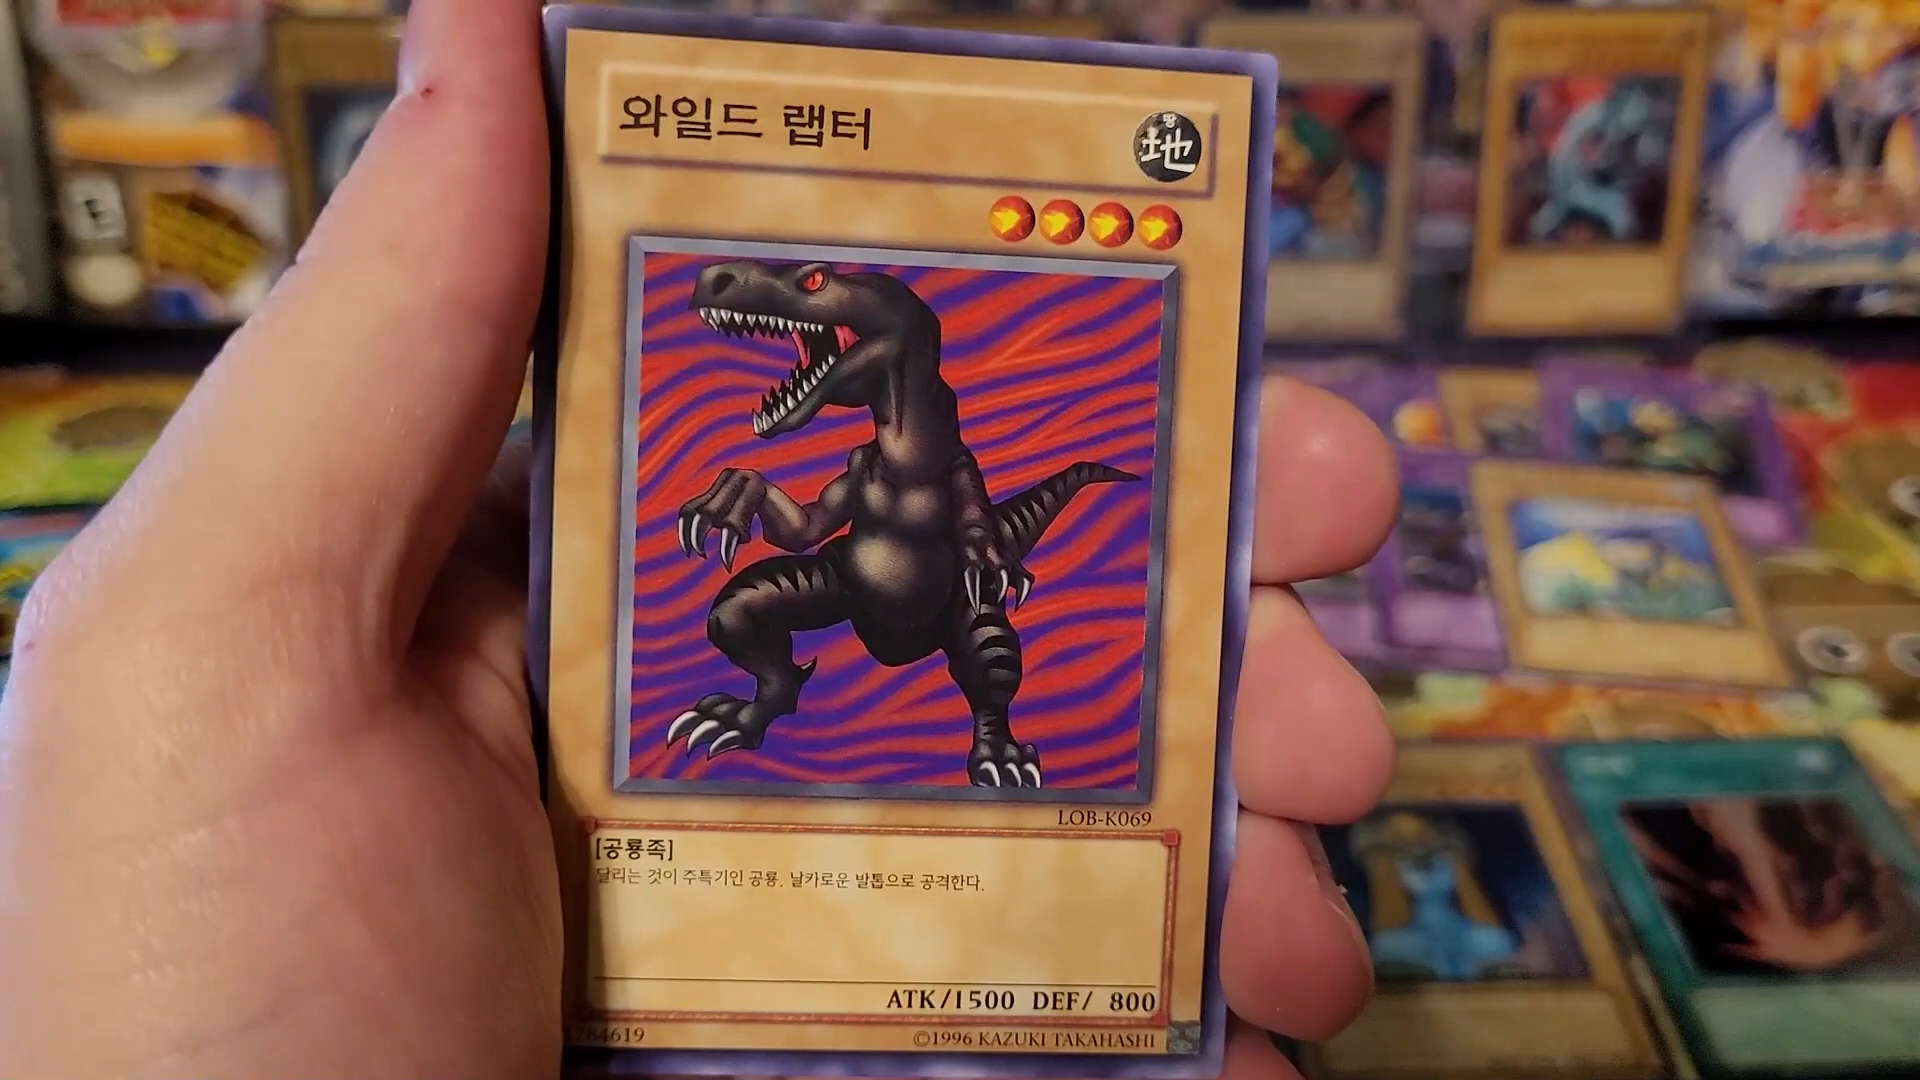 와일드 랩터
땅
地
LOB-K069
[공룡족]
달리는 것이 주특기인 공룡. 날카로운 발톱으로 공격한다.
ATK/1500 DEF/ 800
784619 ©1996 KAZUKI TAKAHASHI
E